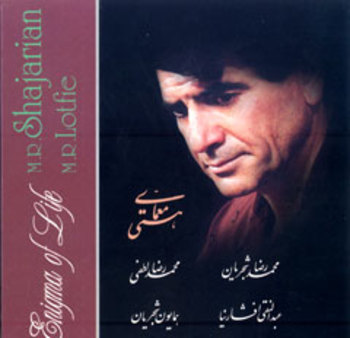 M.R. Shajarian
M.R. Lotfie
Enigma of Life
معمای
هستی
محمدرضا شجریان
محمدرضا لطفی
عبدالنقی افشارنیا
همایون شجریان